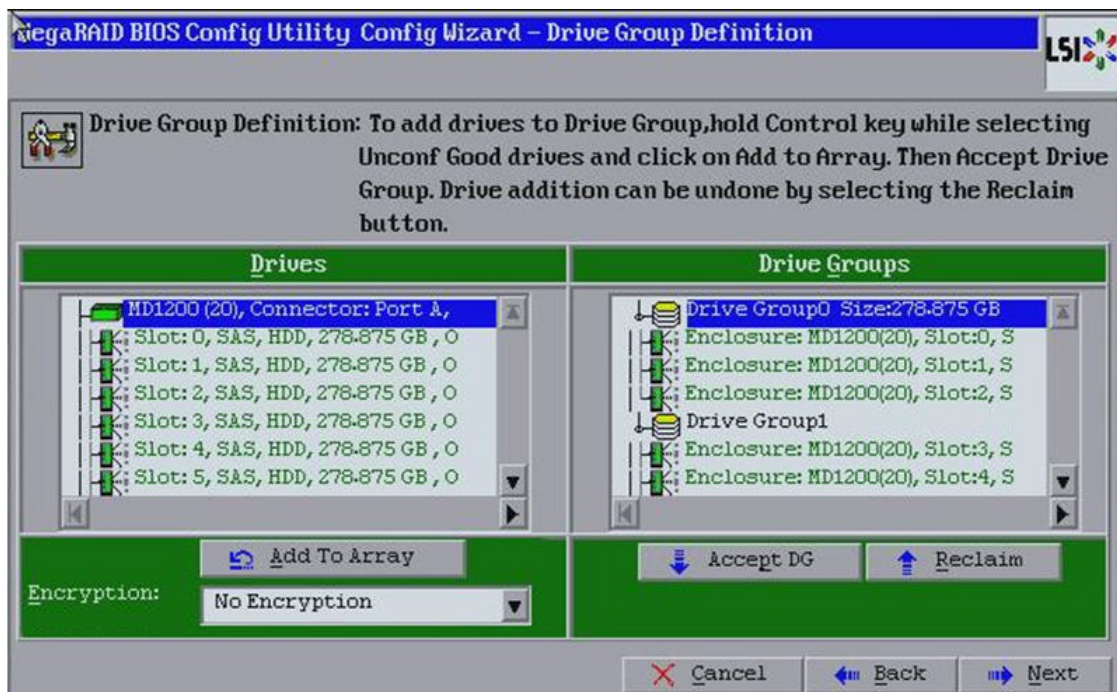 MegaRAID BIOS Config Utility Config Wizard – Drive Group Definition
LSI
Drive Group Definition: To add drives to Drive Group,hold Control key while selecting
Unconf Good drives and click on Add to Array. Then Accept Drive
Group. Drive addition can be undone by selecting the Reclaim
button.
Drives
MD1200 (20), Connector: Port A,
Slot: 0, SAS, HDD, 278.875 GB , O
Slot: 1, SAS, HDD, 278.875 GB , O
Slot: 2, SAS, HDD, 278.875 GB , O
Slot: 3, SAS, HDD, 278.875 GB , O
Slot: 4, SAS, HDD, 278.875 GB , O
Slot: 5, SAS, HDD, 278.875 GB , O
Add To Array
Encryption:
No Encryption
Drive Groups
Drive Group0 Size:278.875 GB
Enclosure: MD1200(20), Slot:0, S
Enclosure: MD1200(20), Slot:1, S
Enclosure: MD1200(20), Slot:2, S
Drive Group1
Enclosure: MD1200(20), Slot:3, S
Enclosure: MD1200(20), Slot:4, S
Accept DG
Reclaim
Cancel
Back
Next